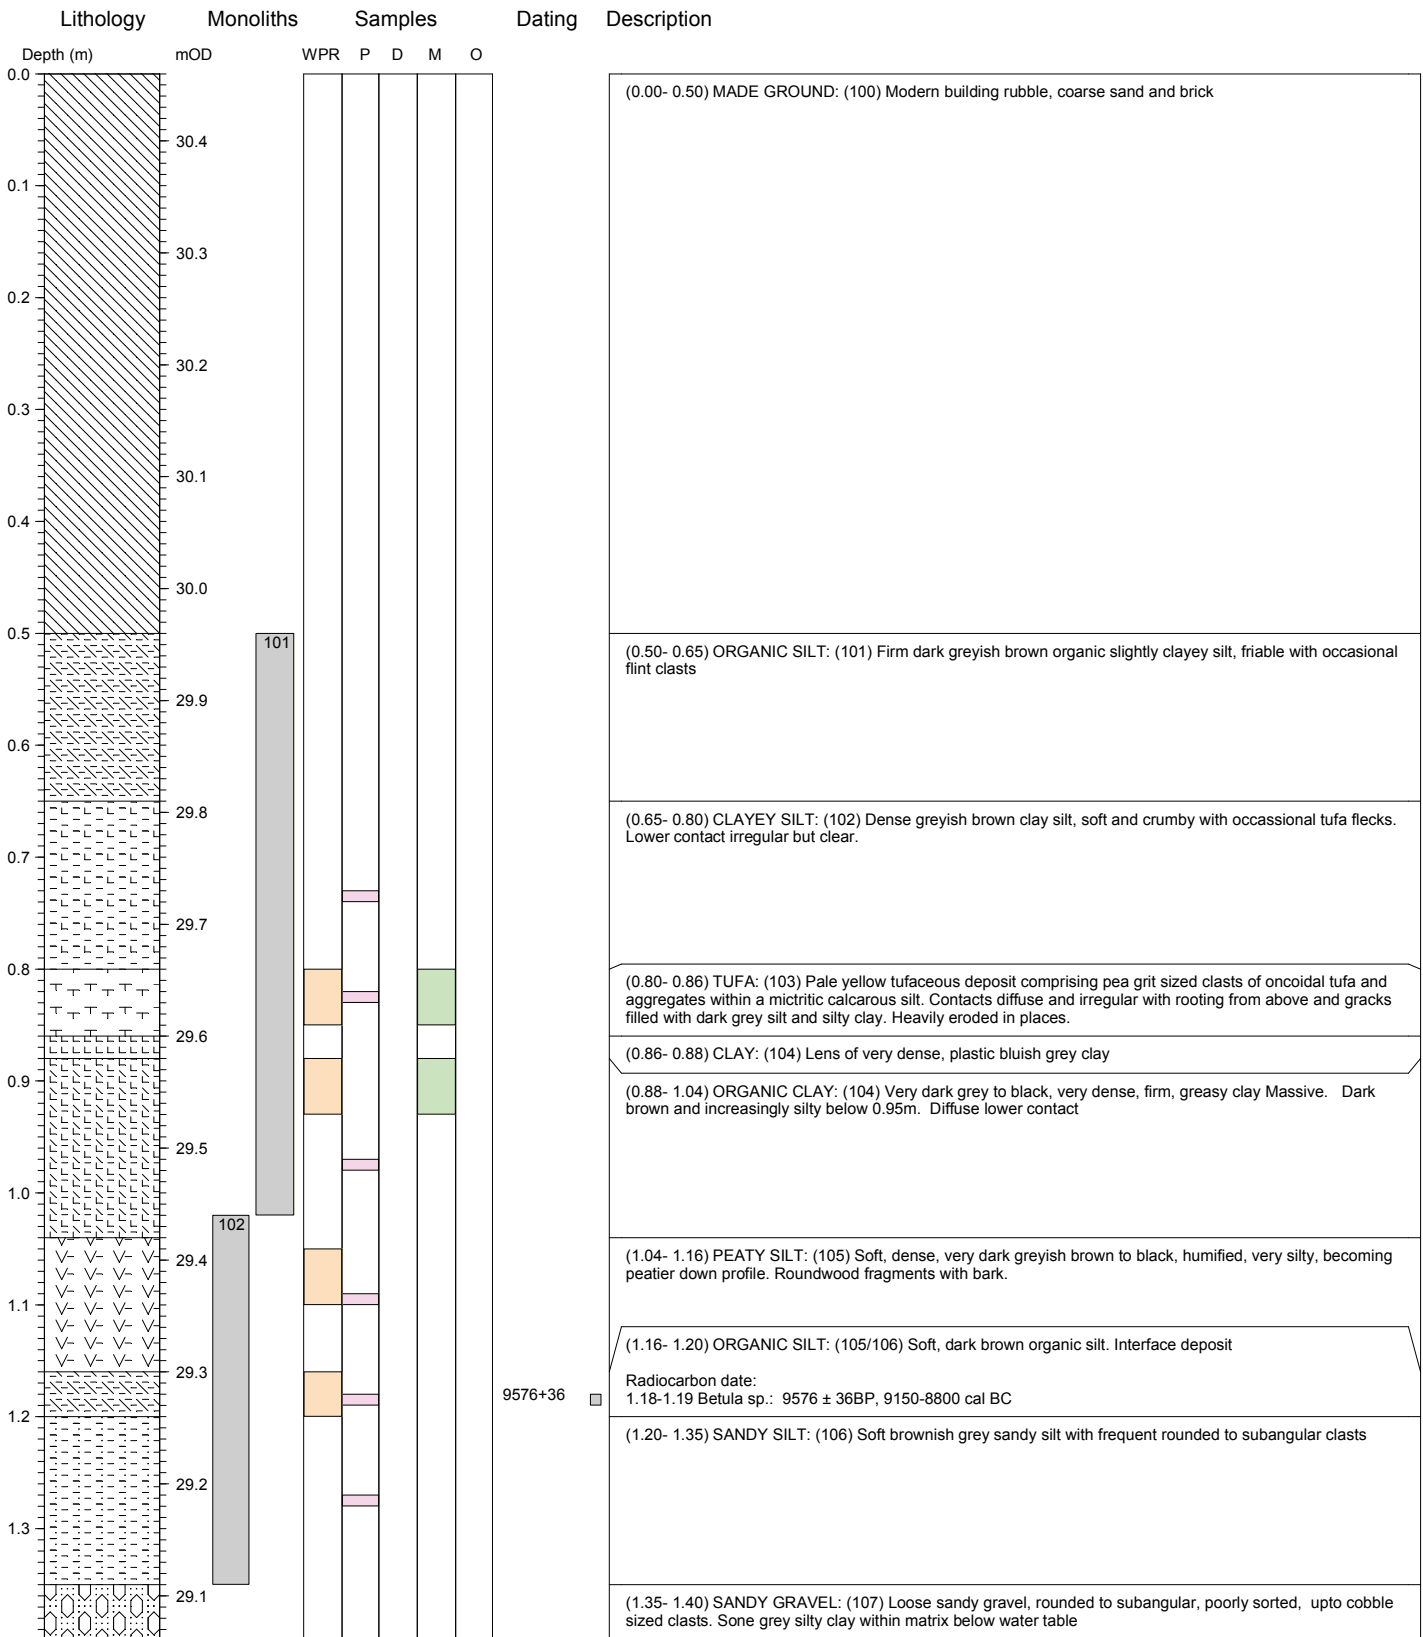 Lithology Monoliths Samples Dating Description
Depth (m) mOD WPR P D M O
0.0
(0.00- 0.50) MADE GROUND: (100) Modern building rubble, coarse sand and brick
30.4
0.1
30.3
0.2
30.2
0.3
30.1
0.4
30.0
0.5
101
(0.50- 0.65) ORGANIC SILT: (101) Firm dark greyish brown organic slightly clayey silt, friable with occasional
flint clasts
29.9
0.6
29.8
(0.65- 0.80) CLAYEY SILT: (102) Dense greyish brown clay silt, soft and crumby with occassional tufa flecks.
Lower contact irregular but clear.
0.7
29.7
0.8
(0.80- 0.86) TUFA: (103) Pale yellow tufaceous deposit comprising pea grit sized clasts of oncoidal tufa and
aggregates within a mictritic calcarous silt. Contacts diffuse and irregular with rooting from above and gracks
filled with dark grey silt and silty clay. Heavily eroded in places.
29.6
(0.86- 0.88) CLAY: (104) Lens of very dense, plastic bluish grey clay
0.9
(0.88- 1.04) ORGANIC CLAY: (104) Very dark grey to black, very dense, firm, greasy clay Massive. Dark
brown and increasingly silty below 0.95m. Diffuse lower contact
29.5
1.0
102
29.4
(1.04- 1.16) PEATY SILT: (105) Soft, dense, very dark greyish brown to black, humified, very silty, becoming
peatier down profile. Roundwood fragments with bark.
1.1
(1.16- 1.20) ORGANIC SILT: (105/106) Soft, dark brown organic silt. Interface deposit
29.3
Radiocarbon date:
9576+36
1.18-1.19 Betula sp.: 9576 ± 36BP, 9150-8800 cal BC
1.2
(1.20- 1.35) SANDY SILT: (106) Soft brownish grey sandy silt with frequent rounded to subangular clasts
29.2
1.3
29.1
(1.35- 1.40) SANDY GRAVEL: (107) Loose sandy gravel, rounded to subangular, poorly sorted, upto cobble
sized clasts. Sone grey silty clay within matrix below water table